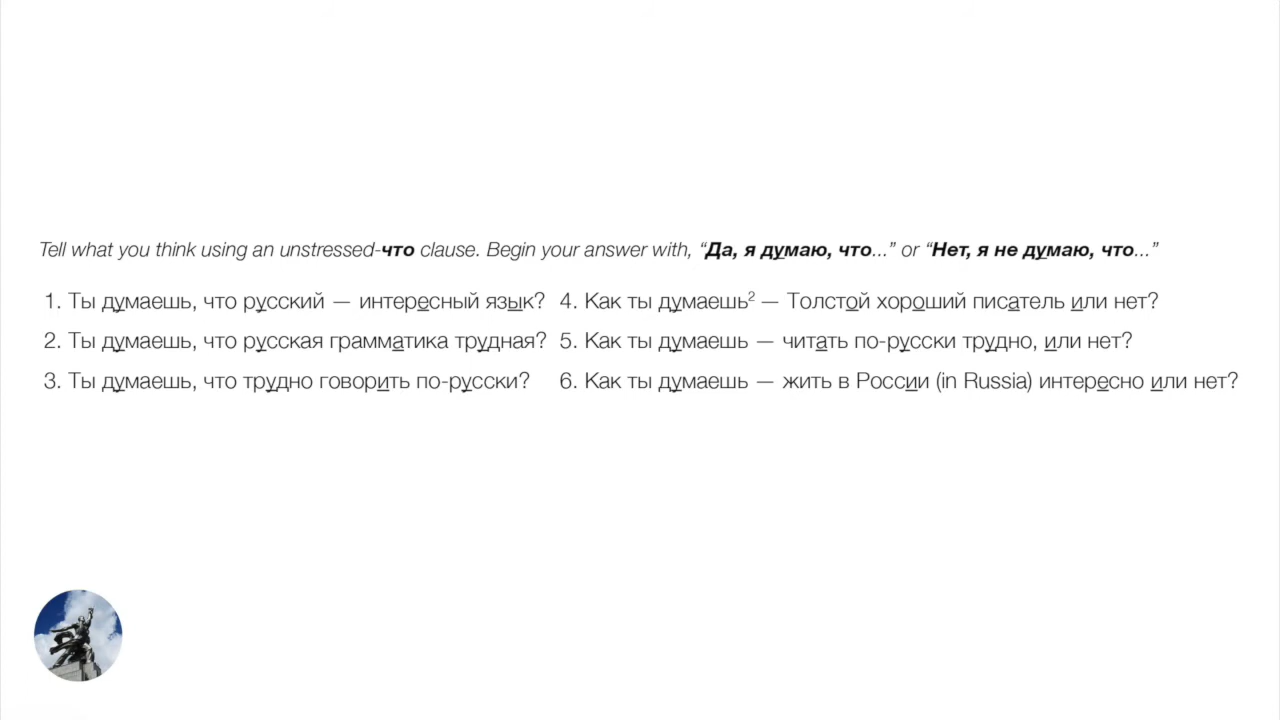 Tell what you think using an unstressed-что clause. Begin your answer with, “Да, я думаю, что...” or “Нет, я не думаю, что...”
1. Ты думаешь, что русский — интересный язык?
2. Ты думаешь, что русская грамматика трудная?
3. Ты думаешь, что трудно говорить по-русски?
4. Как ты думаешь² — Толстой хороший писатель или нет?
5. Как ты думаешь — читать по-русски трудно, или нет?
6. Как ты думаешь — жить в России (in Russia) интересно или нет?